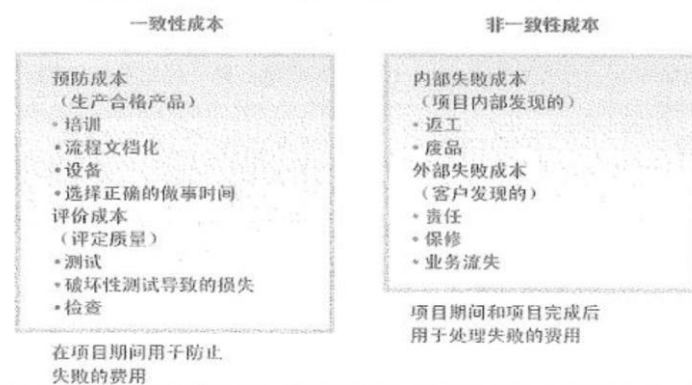 一致性成本
预防成本
（生产合格产品）
•培训
•流程文档化
•设备
•选择正确的做事时间
评价成本
（评定质量）
•测试
•破坏性测试导致的损失
•检查
在项目期间用于防止
失败的费用
非一致性成本
内部失败成本
（项目内部发现的）
•返工
•废品
外部失败成本
（客户发现的）
•责任
•保修
•业务流失
项目期间和项目完成后
用于处理失败的费用